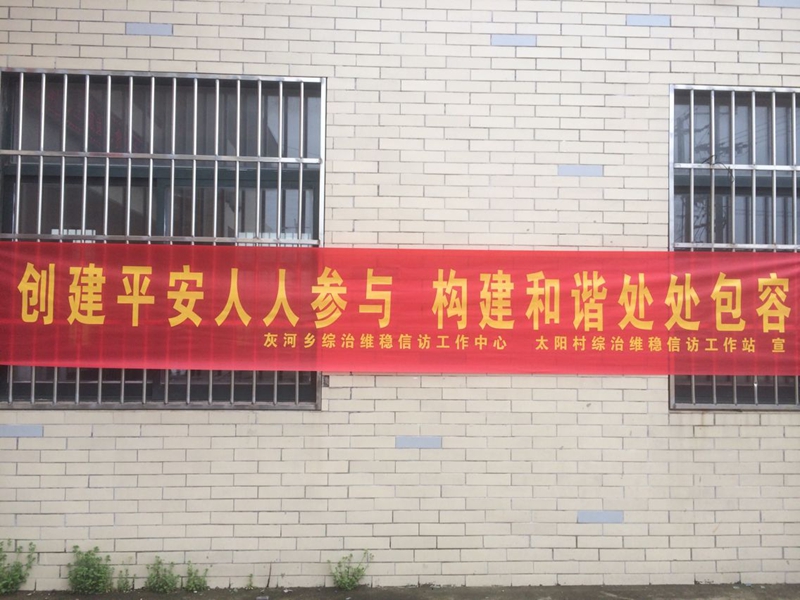 创建平安人人参与 构建和谐处处包容
灰河乡综治维稳信访工作中心 太阳村综治维稳信访工作站 宣